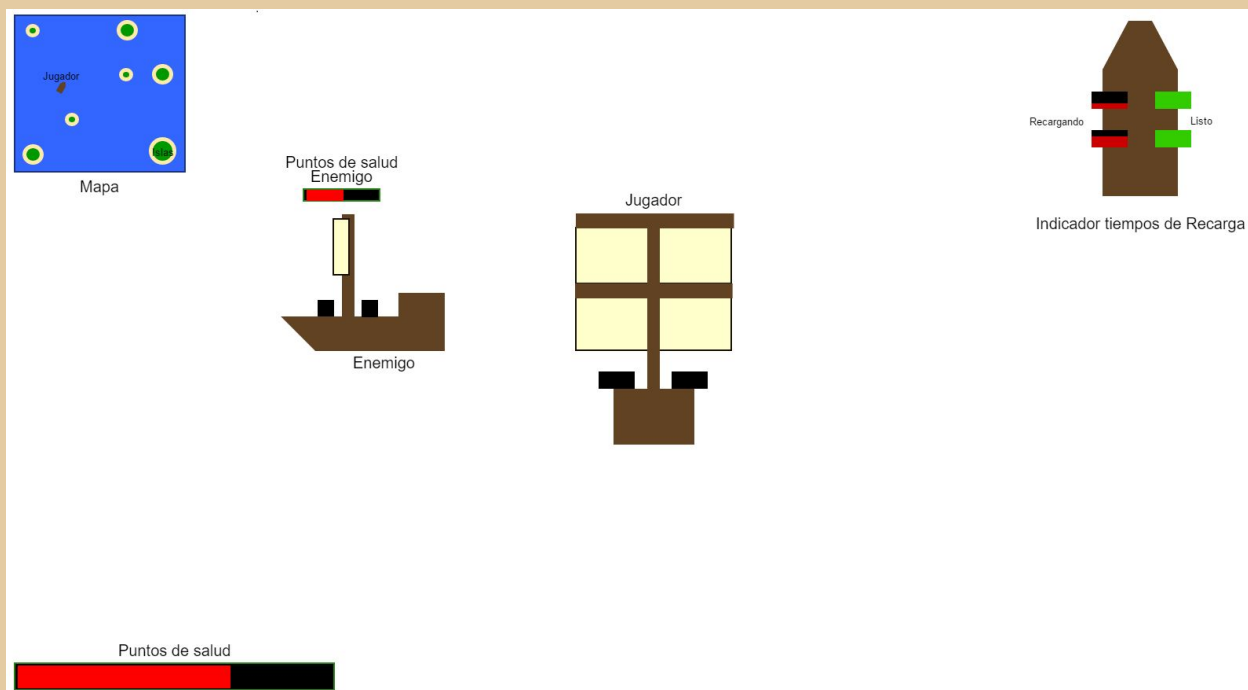 Jugador
Islas
Mapa
Puntos de salud
Enemigo
Enemigo
Jugador
Recargando
Listo
Indicador tiempos de Recarga
Puntos de salud